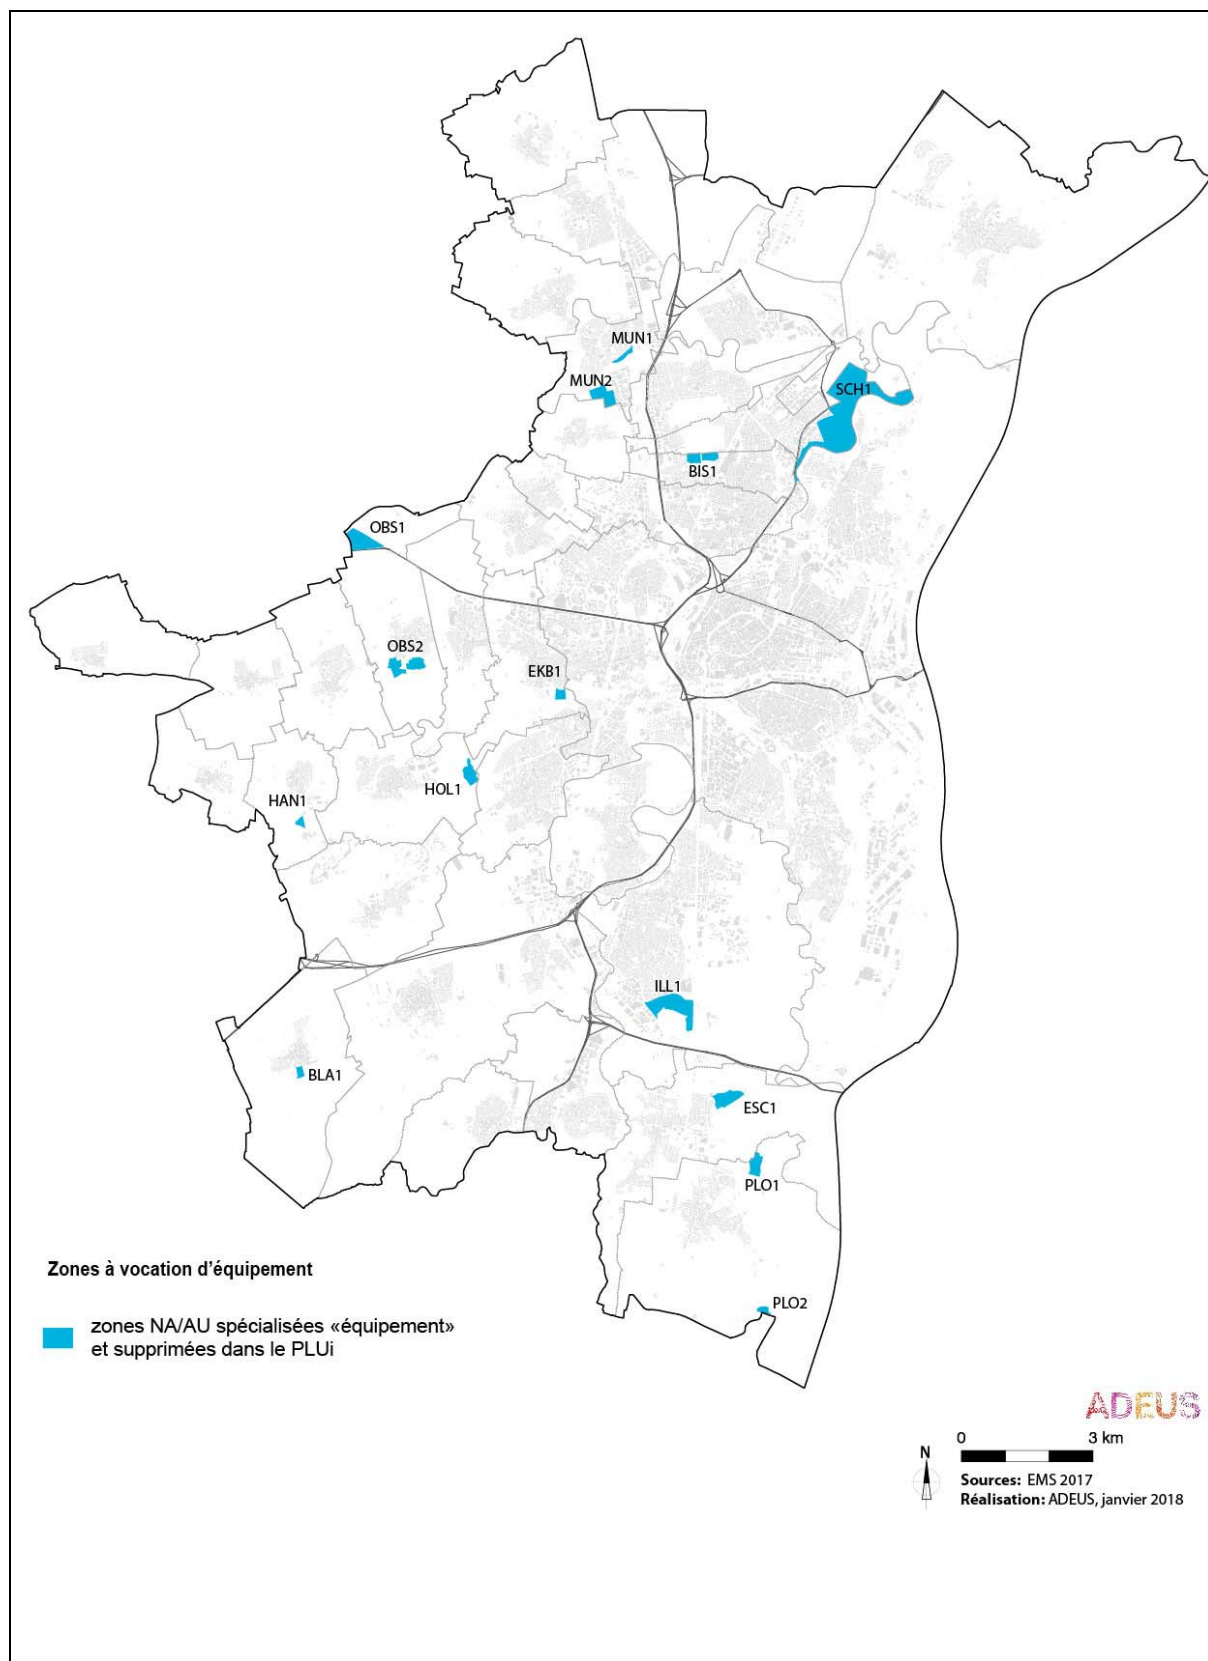 MUN1
MUN2
SCH1
BIS1
OBS1
OBS2
EKB1
HOL1
HAN1
ILL1
BLA1
ESC1
PLO1
PLO2
Zones à vocation d'équipement
zones NA/AU spécialisées «équipement»
et supprimées dans le PLUi
ADEUS
0 3 km
N
Sources: EMS 2017
Réalisation: ADEUS, janvier 2018